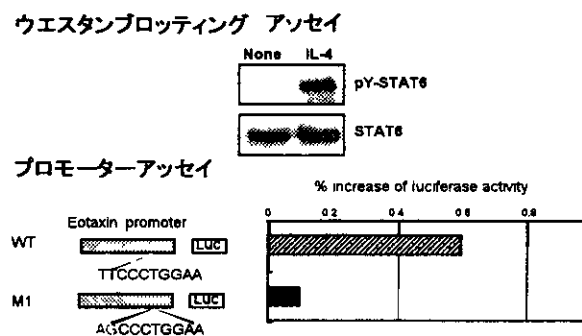 ウエスタンブロッティング アッセイ
None IL-4
pY-STAT6
STAT6
プロモーターアッセイ
% increase of luciferase activity
0 0 2 0 4 0 6 0 8
Eotaxin promoter
WT LUC
TTCCCTGGAA
M1 LUC
AGCCCTGGAA